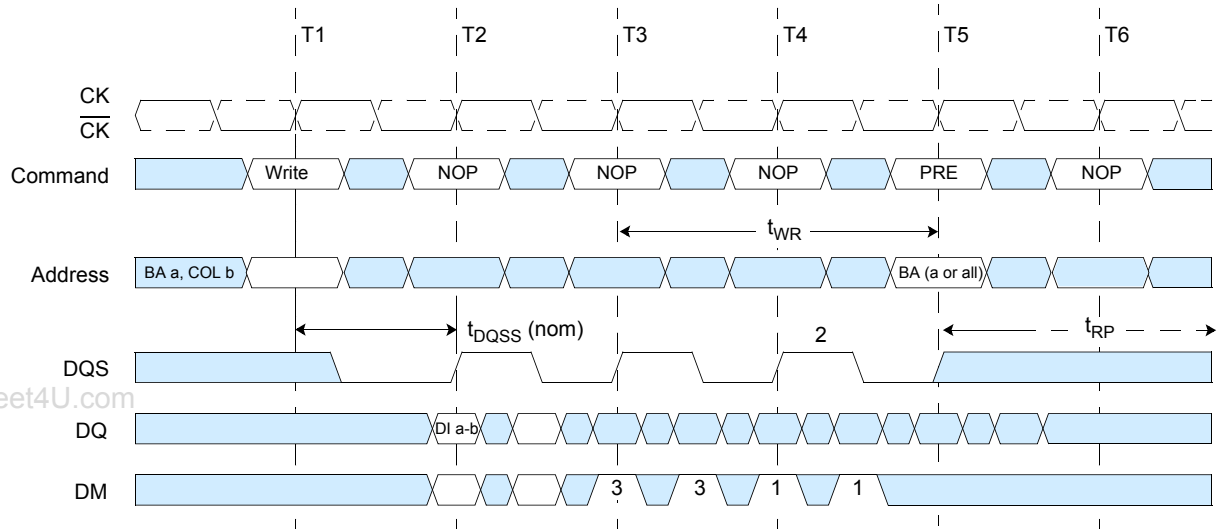 T1 T2 T3 T4 T5 T6
CK
CK
Command Write NOP NOP NOP PRE NOP
tWR
Address BA a, COL b BA (a or all)
tDQSS (nom) 2 tRP
DQS
eet4U.com
DQ DI a-b
DM 3 3 1 1